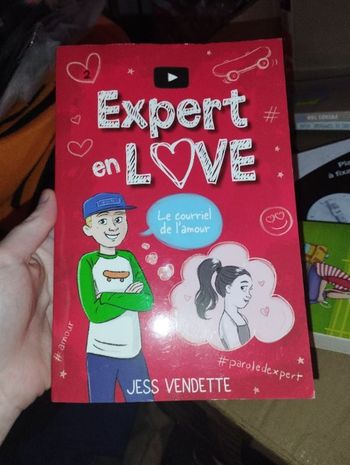 2
#
Expert
en LOVE
Le courriel
de l'amour
#amour
#paroledexpert
JESS VENDETTE